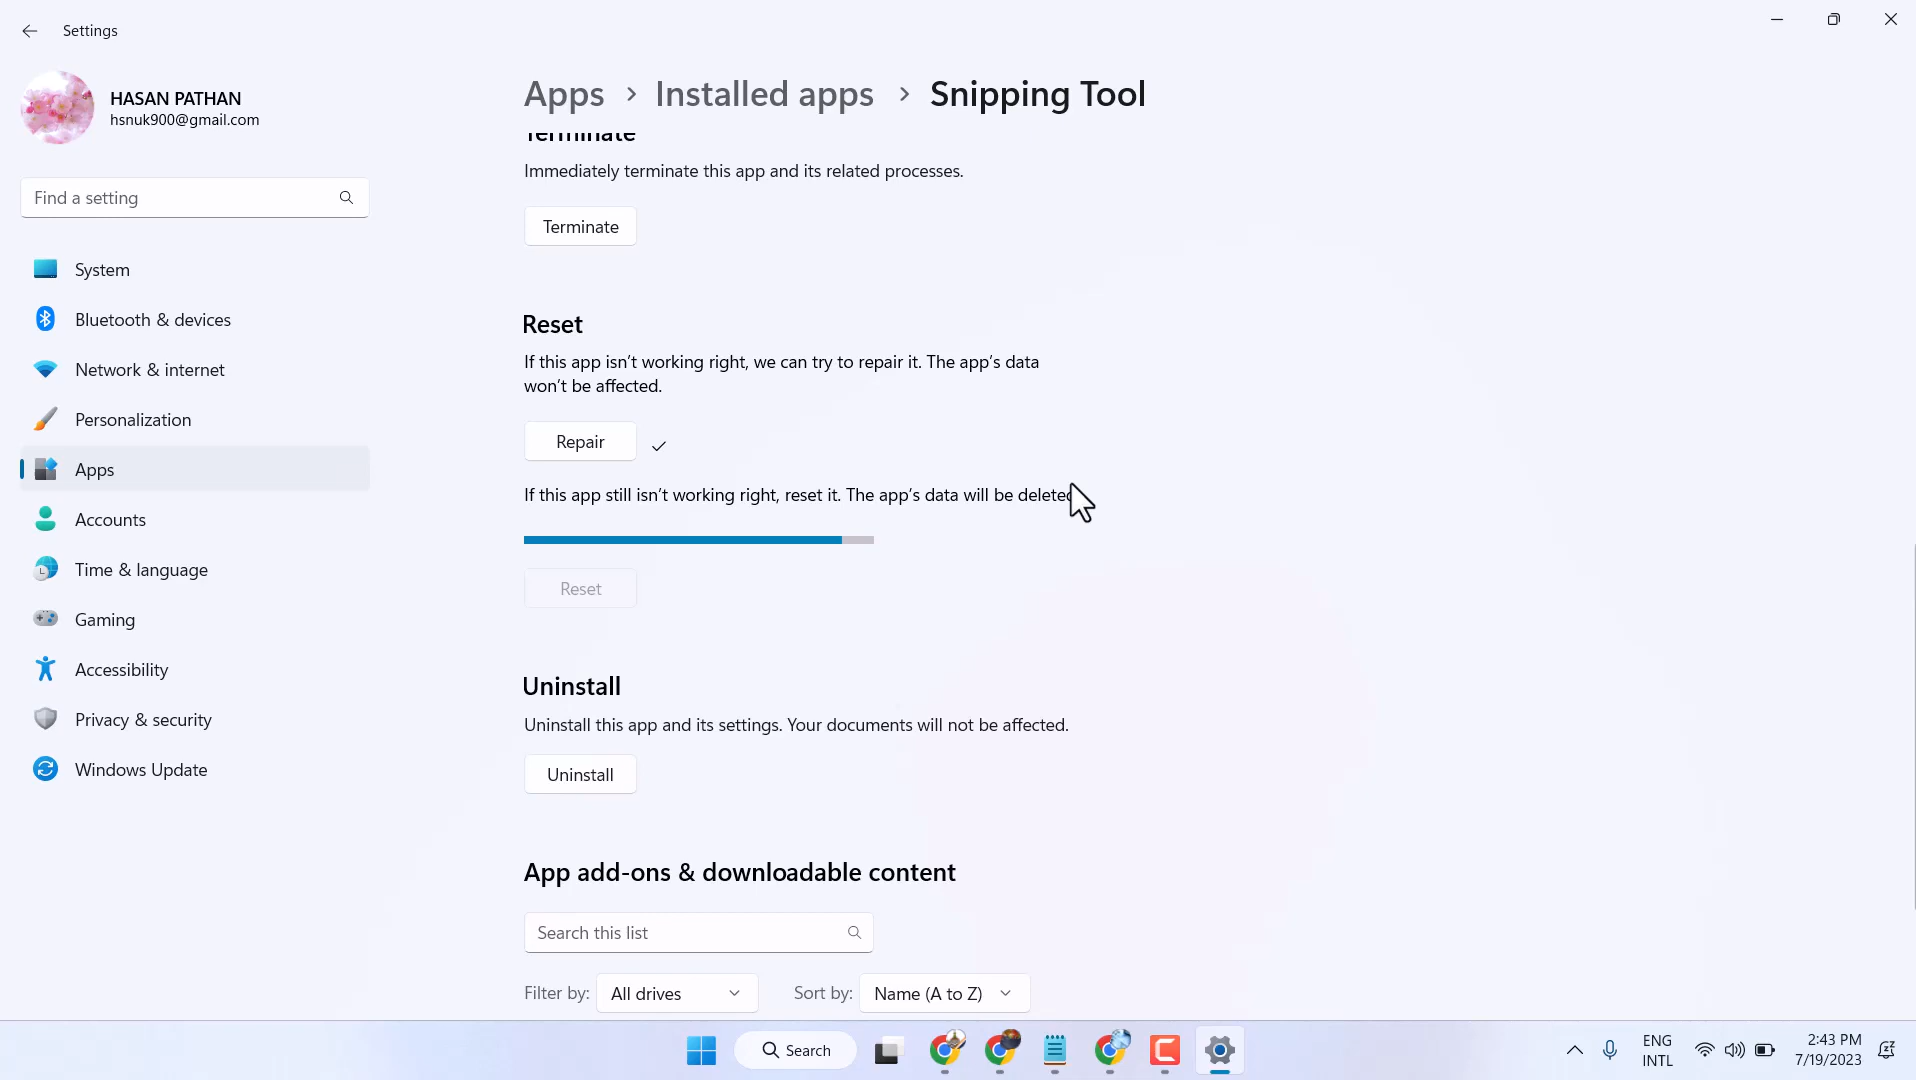 Settings
HASAN PATHAN
hsnuk900@gmail.com
Find a setting
System
Bluetooth & devices
Network & internet
Personalization
Apps
Accounts
Time & language
Gaming
Accessibility
Privacy & security
Windows Update
Apps › Installed apps › Snipping Tool
Terminate
Immediately terminate this app and its related processes.
Terminate
Reset
If this app isn't working right, we can try to repair it. The app's data
won't be affected.
Repair
If this app still isn't working right, reset it. The app's data will be deleted
Reset
Uninstall
Uninstall this app and its settings. Your documents will not be affected.
Uninstall
App add-ons & downloadable content
Search this list
Filter by: All drives Sort by: Name (A to Z)
Search
ENG
INTL
2:43 PM
7/19/2023